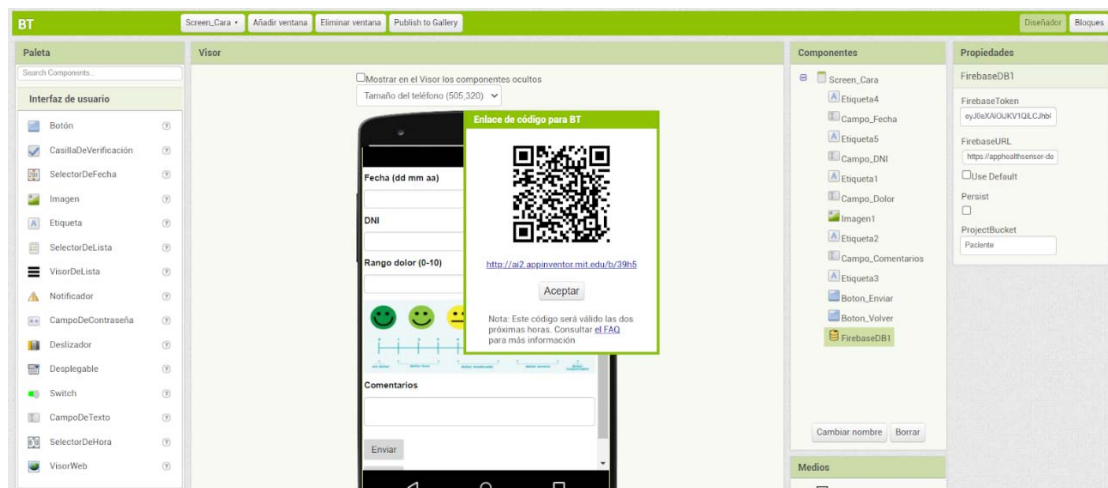 BT
Screen_Cara
Añadir ventana
Eliminar ventana
Publish to Gallery
Diseñador
Bloques
Paleta
Search Components...
Interfaz de usuario
Botón
CasillaDeVerificación
SelectorDeFecha
Imagen
Etiqueta
SelectorDeLista
VisorDeLista
Notificador
CampoDeContraseña
Deslizador
Desplegable
Switch
CampoDeTexto
SelectorDeHora
VisorWeb
Visor
Mostrar en el Visor los componentes ocultos
Tamaño del teléfono (505,320)
Fecha (dd mm aa)
DNI
Rango dolor (0-10)
Comentarios
Enviar
Enlace de código para BT
http://ai2.appinventor.mit.edu/b/39h5
Aceptar
Nota: Este código será válido las dos
próximas horas. Consultar el FAQ
para más información
Componentes
Screen_Cara
Etiqueta4
Campo_Fecha
Etiqueta5
Campo_DNI
Etiqueta1
Campo_Dolor
Imagen1
Etiqueta2
Campo_Comentarios
Etiqueta3
Boton_Enviar
Boton_Volver
FirebaseDB1
Cambiar nombre
Borrar
Medios
Propiedades
FirebaseDB1
FirebaseToken
FirebaseURL
https://apphealthsensor-de
Use Default
Persist
ProjectBucket
Paciente